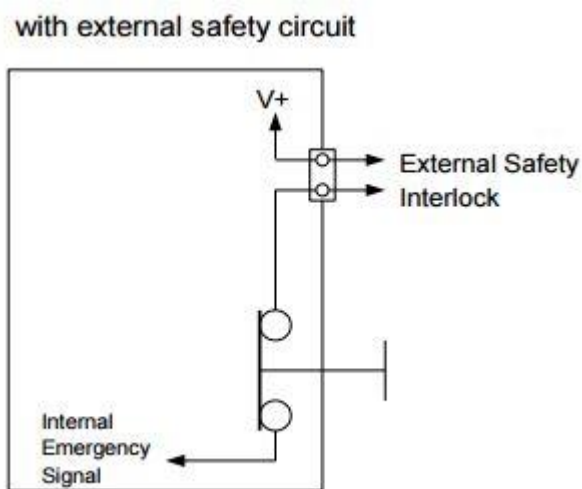 with external safety circuit
V+
External Safety
Interlock
Internal
Emergency
Signal